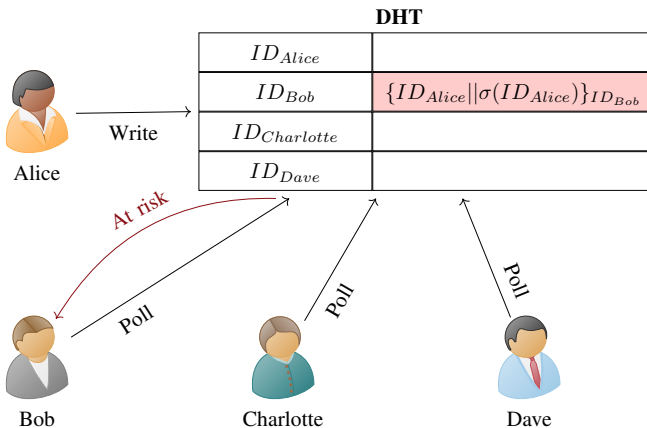 DHT
ID_Alice
ID_Bob {ID_Alice||σ(ID_Alice)}_ID_Bob
ID_Charlotte
ID_Dave
Write
Alice
At risk
Poll
Poll
Poll
Bob
Charlotte
Dave